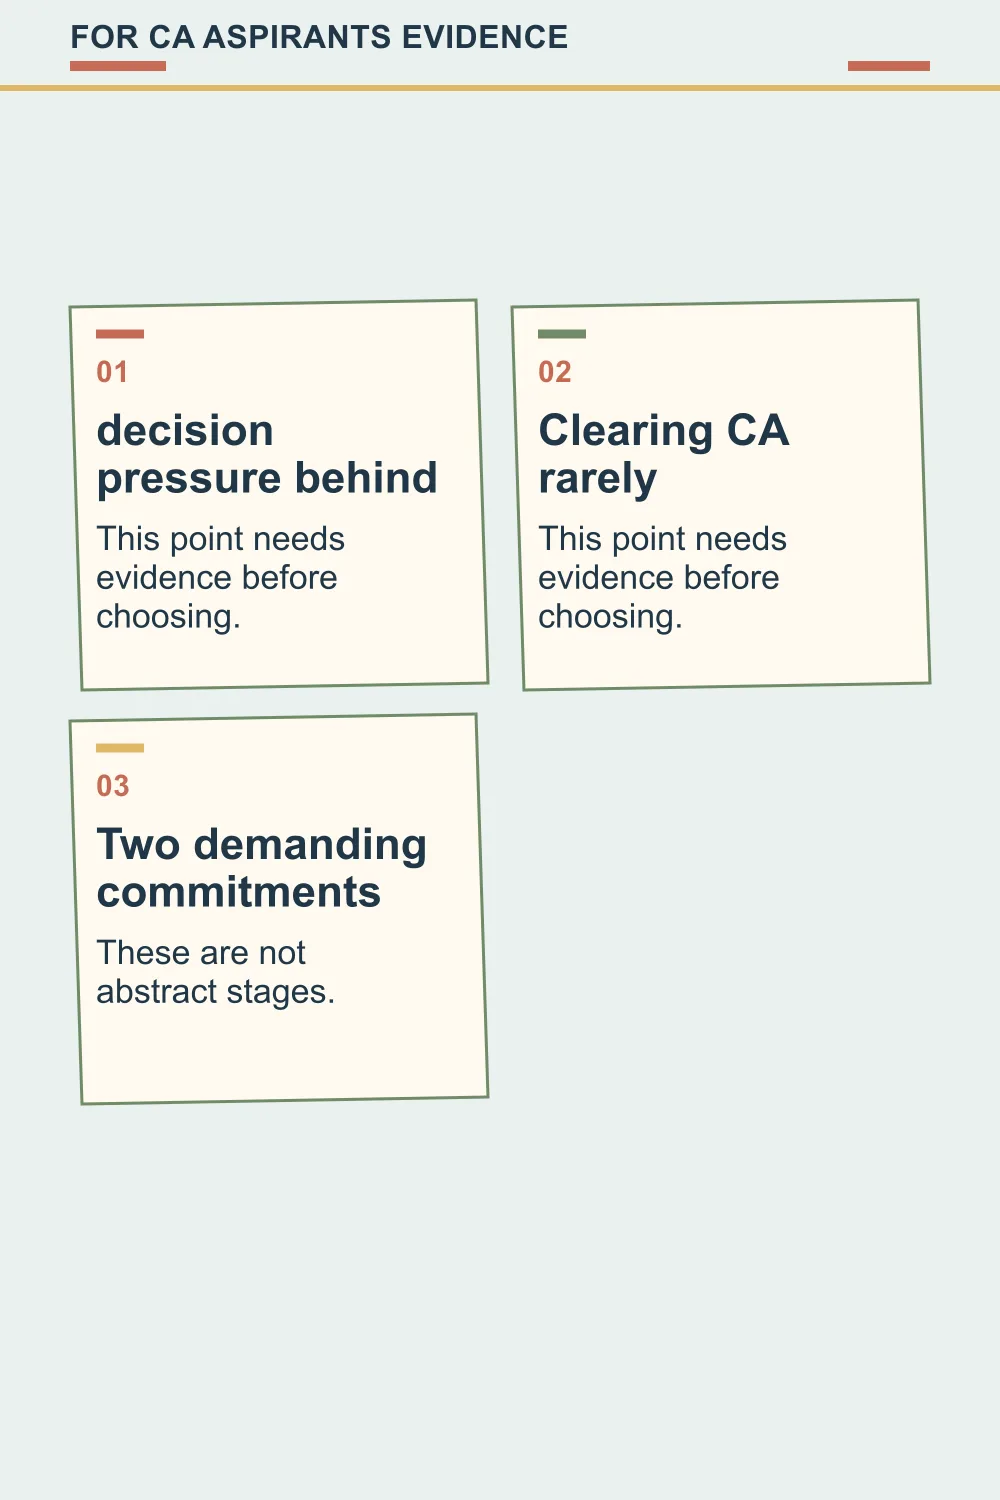 FOR CA ASPIRANTS EVIDENCE
01
decision
pressure behind
This point needs
evidence before
choosing.
02
Clearing CA
rarely
This point needs
evidence before
choosing.
03
Two demanding
commitments
These are not
abstract stages.